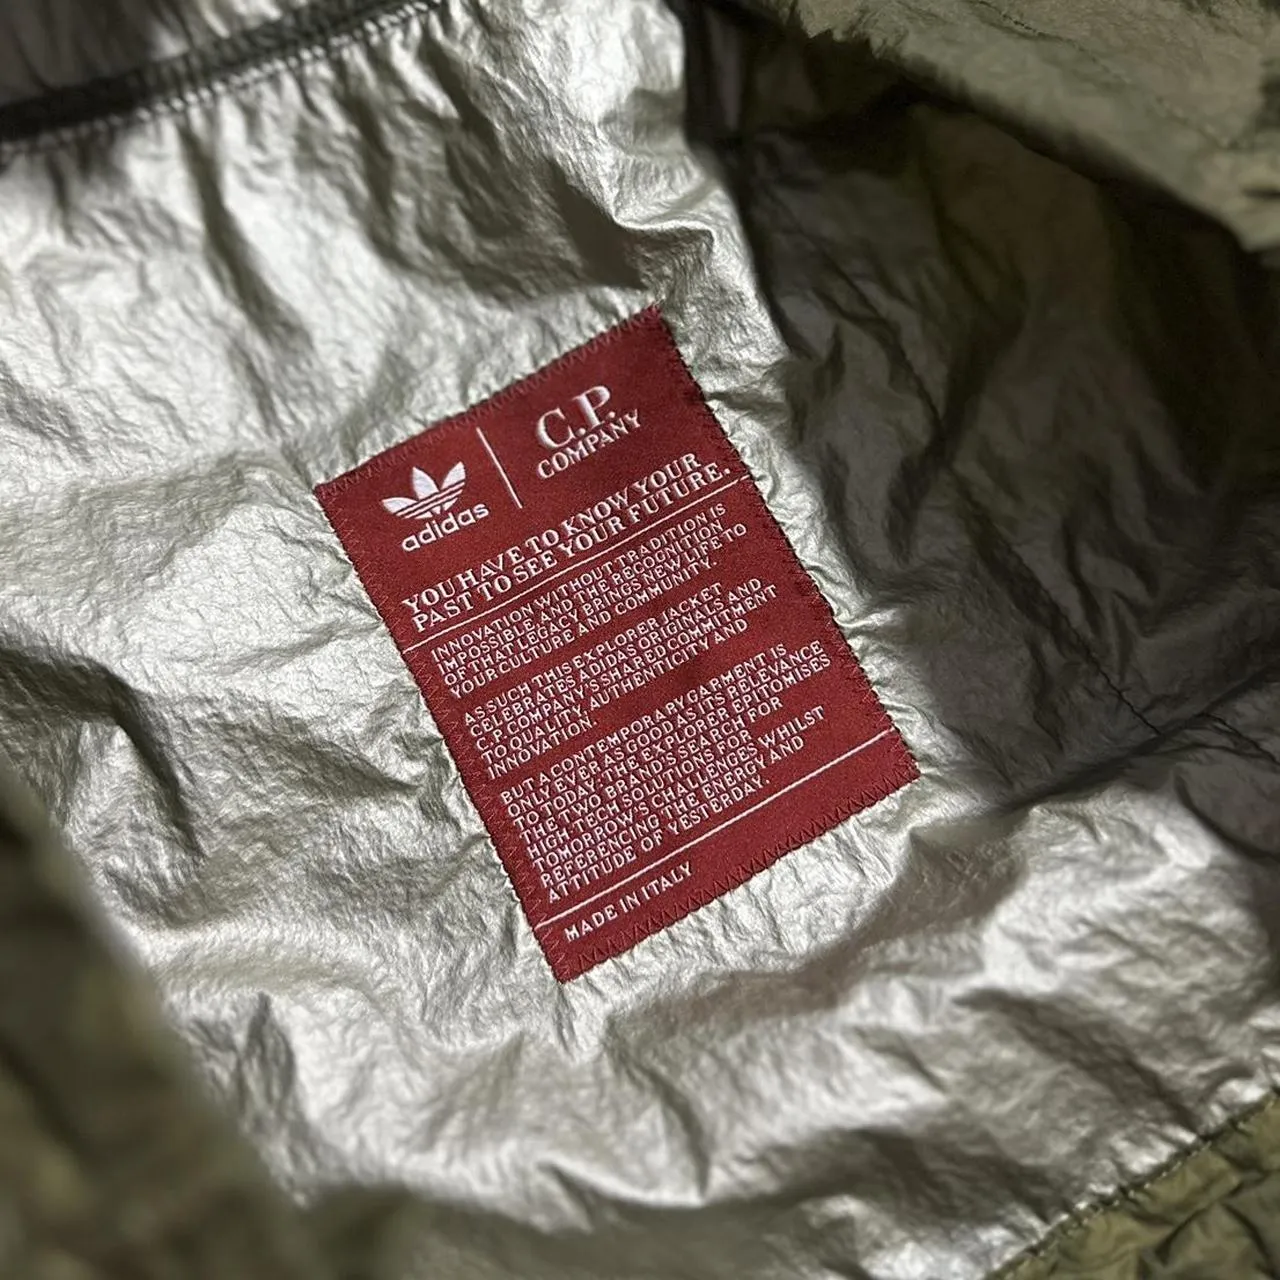 adidas
C.P.
COMPANY
YOU HAVE TO KNOW YOUR
PAST TO SEE YOUR FUTURE.
INNOVATION WITHOUT TRADITION IS
IMPOSSIBLE AND THE RECOGNITION
OF THAT LEGACY BRINGS NEW LIFE TO
YOUR CULTURE AND COMMUNITY.
AS SUCH THIS EXPLORER JACKET
CELEBRATES ADIDAS ORIGINALS AND
C.P. COMPANY'S SHARED COMMITMENT
TO QUALITY, AUTHENTICITY AND
INNOVATION.
BUT A CONTEMPORARY GARMENT IS
ONLY EVER AS GOOD AS ITS RELEVANCE
TO TODAY. THE EXPLORER EPITOMISES
THE TWO BRAND'S SEARCH FOR
HIGH TECH SOLUTIONS FOR
TOMORROW'S CHALLENGES WHILST
REFERENCING THE ENERGY AND
ATTITUDE OF YESTERDAY.
MADE IN ITALY